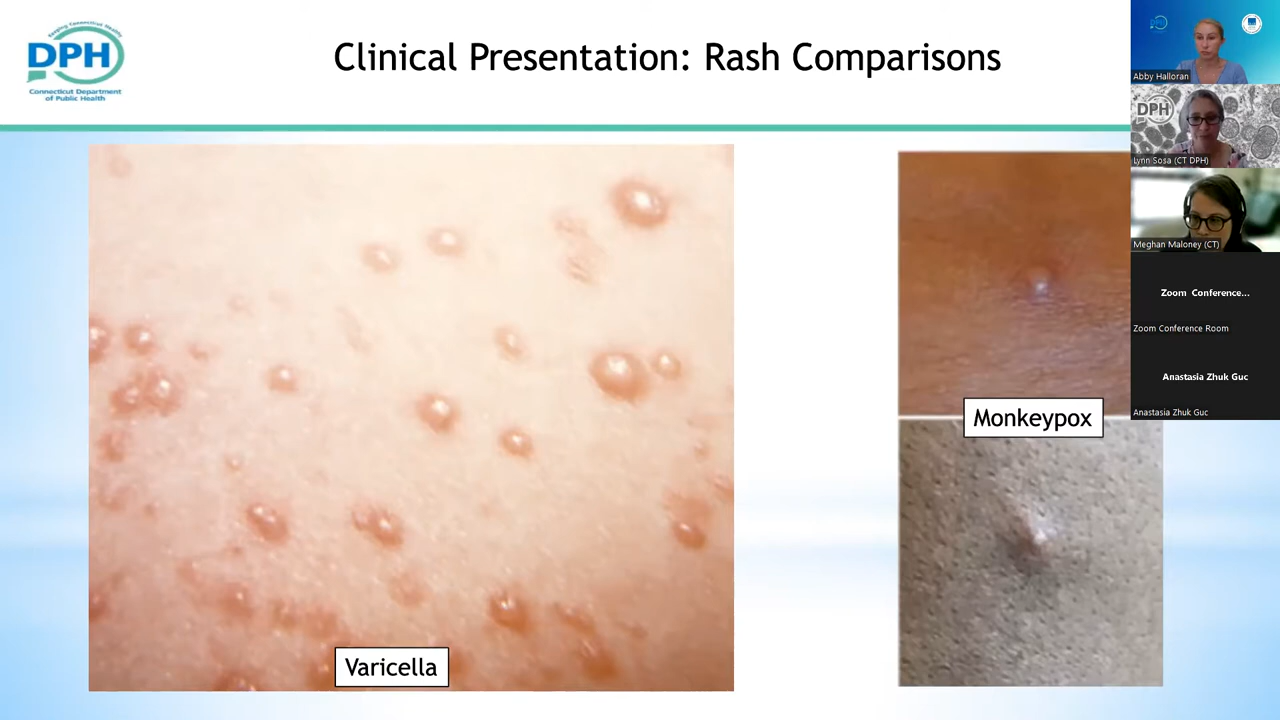 Keeping Connecticut Healthy
DPH
Connecticut Department
of Public Health
Clinical Presentation: Rash Comparisons
Varicella
Monkeypox
Abby Halloran
DPH
Lynn Sosa (CT DPH)
Meghan Maloney (CT)
Zoom Conference...
Zoom Conference Room
Anastasia Zhuk Guc
Anastasia Zhuk Guc